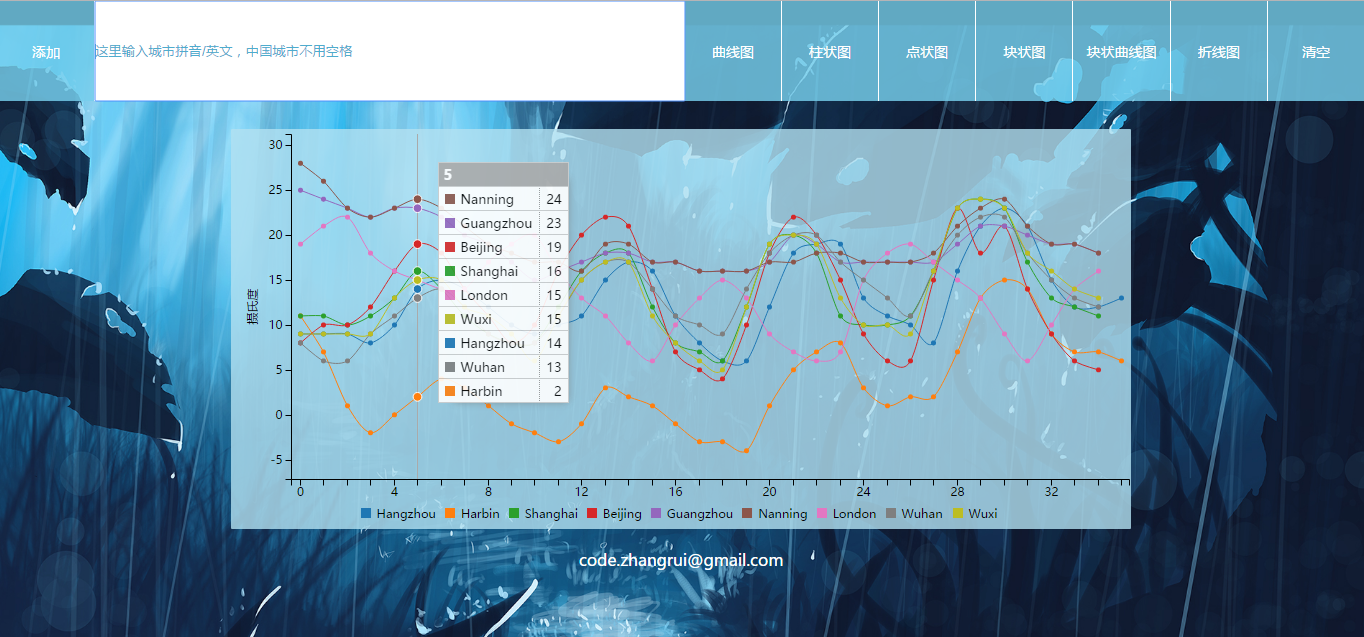 添加
这里输入城市拼音/英文，中国城市不用空格
曲线图
柱状图
点状图
块状图
块状曲线图
折线图
清空
30
25
20
15
10
5
0
-5
摄氏度
5
Nanning 24
Guangzhou 23
Beijing 19
Shanghai 16
London 15
Wuxi 15
Hangzhou 14
Wuhan 13
Harbin 2
0 4 8 12 16 20 24 28 32
Hangzhou Harbin Shanghai Beijing Guangzhou Nanning London Wuhan Wuxi
code.zhangrui@gmail.com